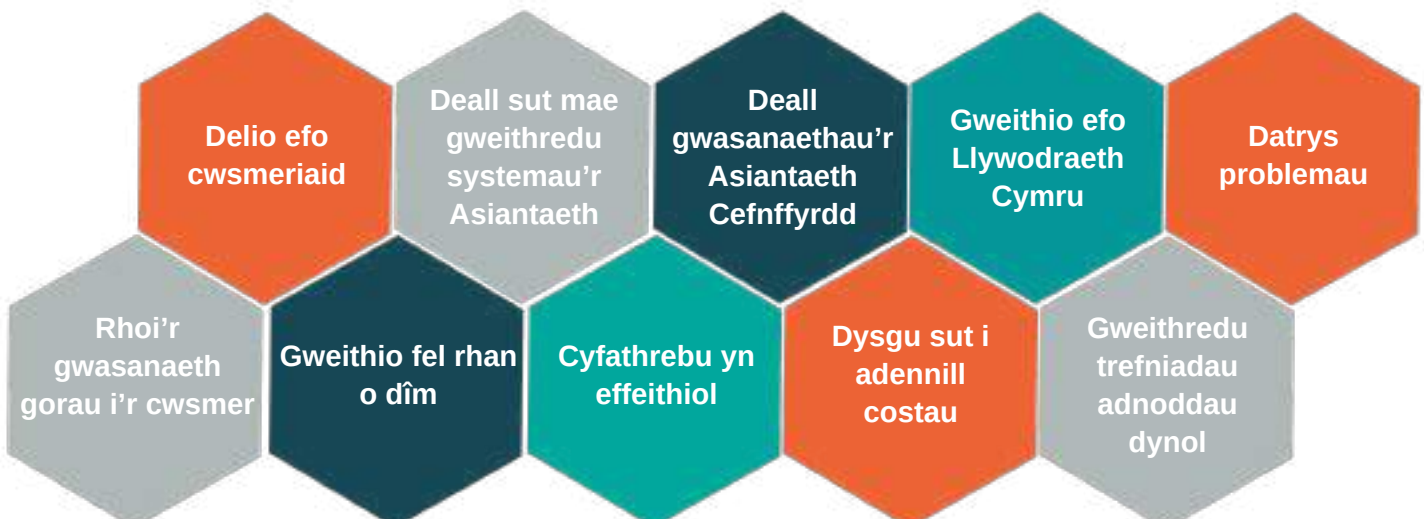 Delio efo
cwsmeriaid
Deall sut mae
gweithredu
systemau'r
Asiantaeth
Deall
gwasanaethau'r
Asiantaeth
Cefnffyrdd
Gweithio efo
Llywodraeth
Cymru
Datrys
problemau
Rhoi'r
gwasanaeth
gorau i'r cwsmer
Gweithio fel rhan
o dîm
Cyfathrebu yn
effeithiol
Dysgu sut i
adennill
costau
Gweithredu
trefniadau
adnoddau
dynol